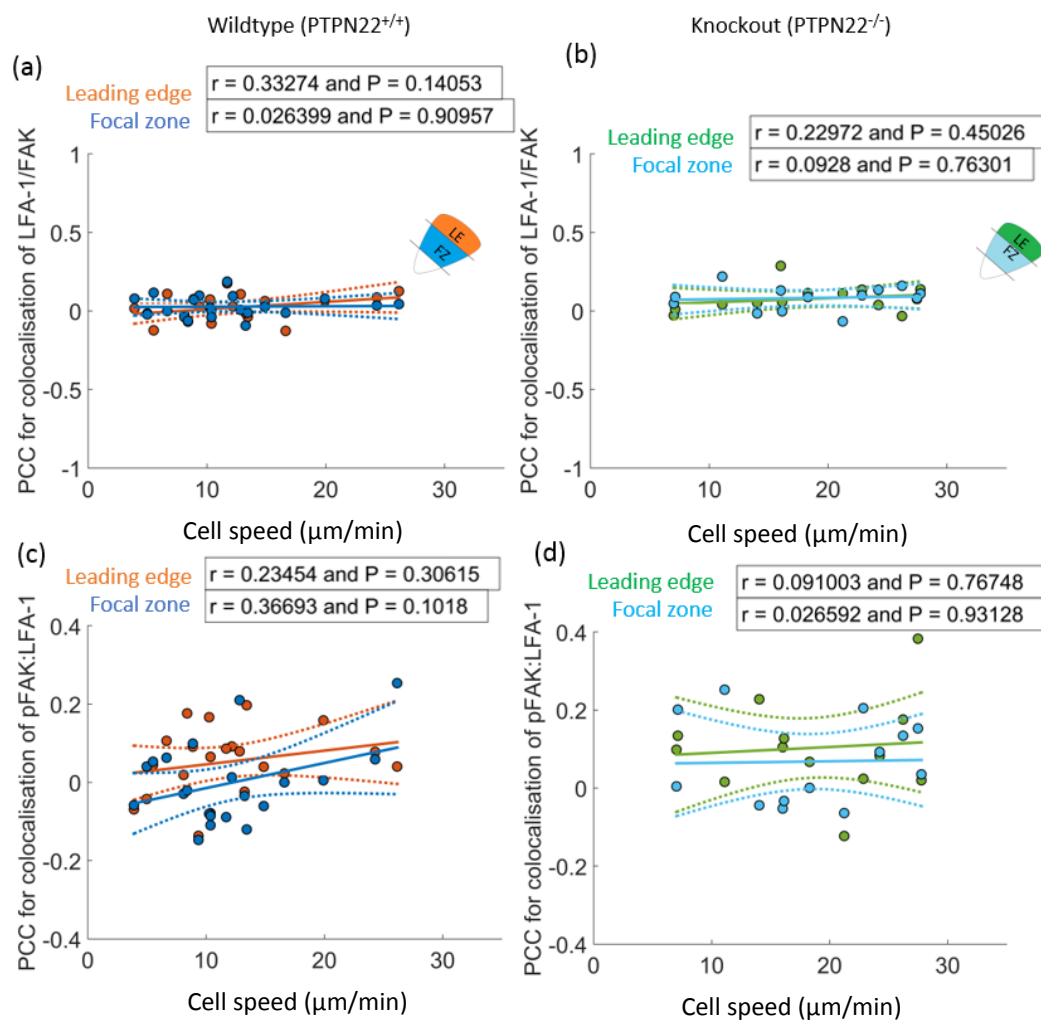 Wildtype (PTPN22+/+)
Knockout (PTPN22-/-)
(a)
Leading edge
r = 0.33274 and P = 0.14053
Focal zone
r = 0.026399 and P = 0.90957
PCC for colocalisation of LFA-1/FAK
1
0.5
0
-0.5
-1
LE
FZ
0
10
20
30
Cell speed (µm/min)
(b)
Leading edge
r = 0.22972 and P = 0.45026
Focal zone
r = 0.0928 and P = 0.76301
PCC for colocalisation of LFA-1/FAK
1
0.5
0
-0.5
-1
LE
FZ
0
10
20
30
Cell speed (µm/min)
(c)
Leading edge
r = 0.23454 and P = 0.30615
Focal zone
r = 0.36693 and P = 0.1018
PCC for colocalisation of pFAK:LFA-1
0.4
0.2
0
-0.2
-0.4
0
10
20
30
Cell speed (µm/min)
(d)
Leading edge
r = 0.091003 and P = 0.76748
Focal zone
r = 0.026592 and P = 0.93128
PCC for colocalisation of pFAK:LFA-1
0.4
0.2
0
-0.2
-0.4
0
10
20
30
Cell speed (µm/min)